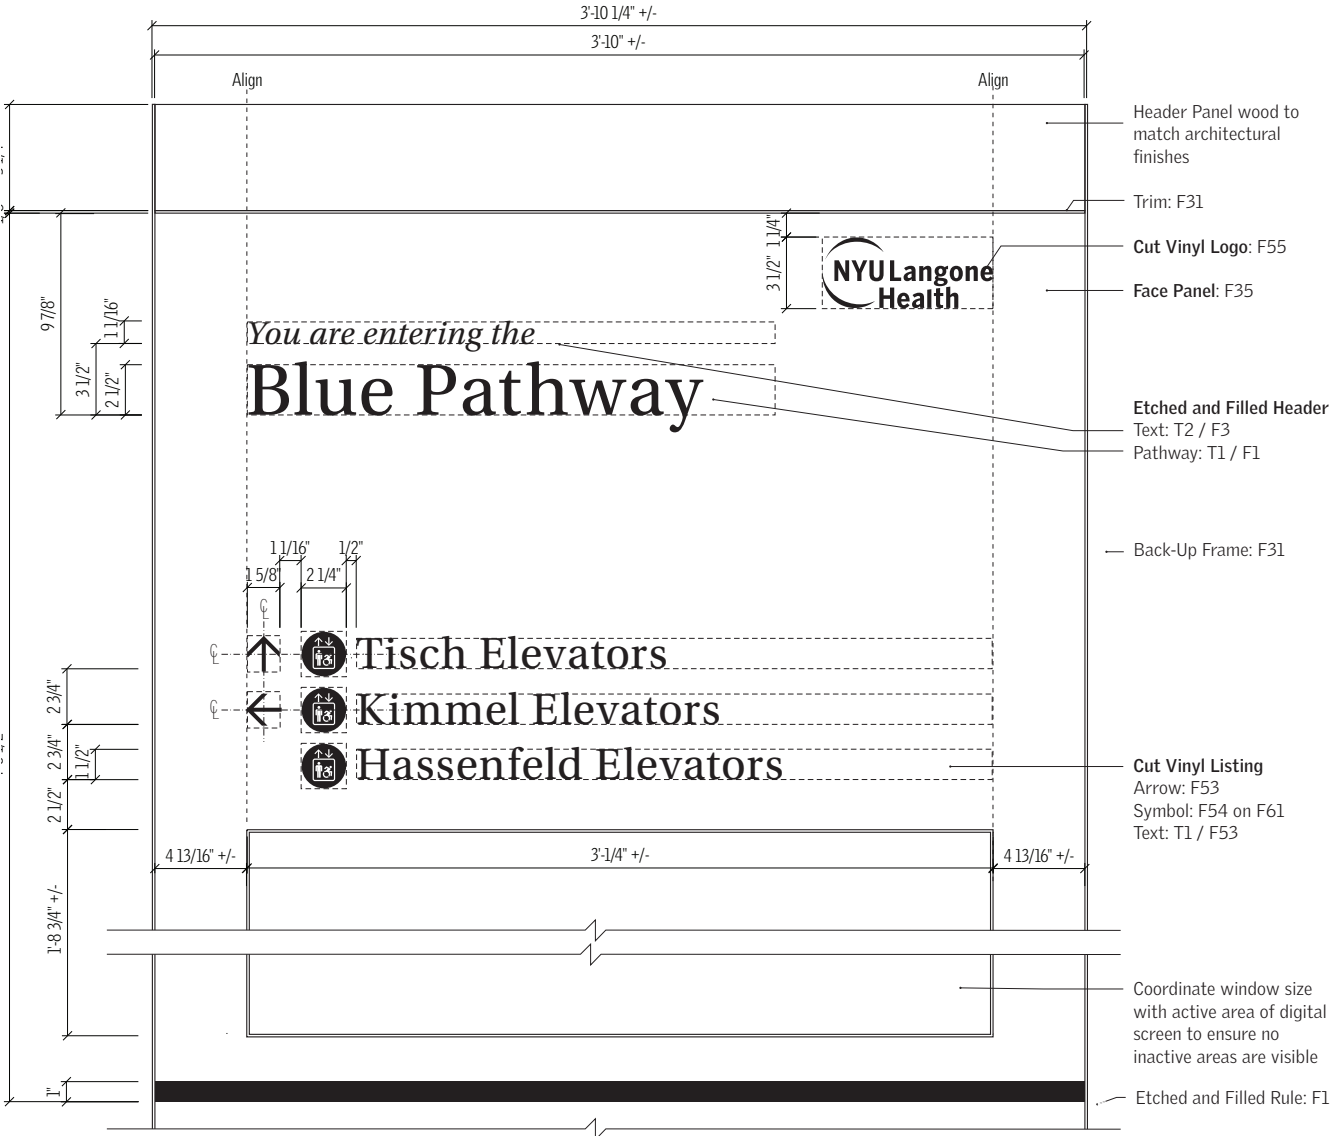 3'-10 1/4" +/-
3'-10" +/-
Align
Align
Header Panel wood to
match architectural
finishes
Trim: F31
1 1/4"
Cut Vinyl Logo: F55
NYU Langone
Health
3 1/2"
Face Panel: F35
9 7/8"
1 1/16"
You are entering the
3 1/2"
2 1/2"
Blue Pathway
Etched and Filled Header
Text: T2 / F3
Pathway: T1 / F1
1 1/16"
1/2"
Back-Up Frame: F31
1 5/8"
2 1/4"
℄
℄
Tisch Elevators
2 3/4"
℄
Kimmel Elevators
2 3/4"
1 1/2"
Hassenfeld Elevators
Cut Vinyl Listing
Arrow: F53
Symbol: F54 on F61
Text: T1 / F53
2 1/2"
4 13/16" +/-
3'-1/4" +/-
4 13/16" +/-
1'-8 3/4" +/-
Coordinate window size
with active area of digital
screen to ensure no
inactive areas are visible
1"
Etched and Filled Rule: F1